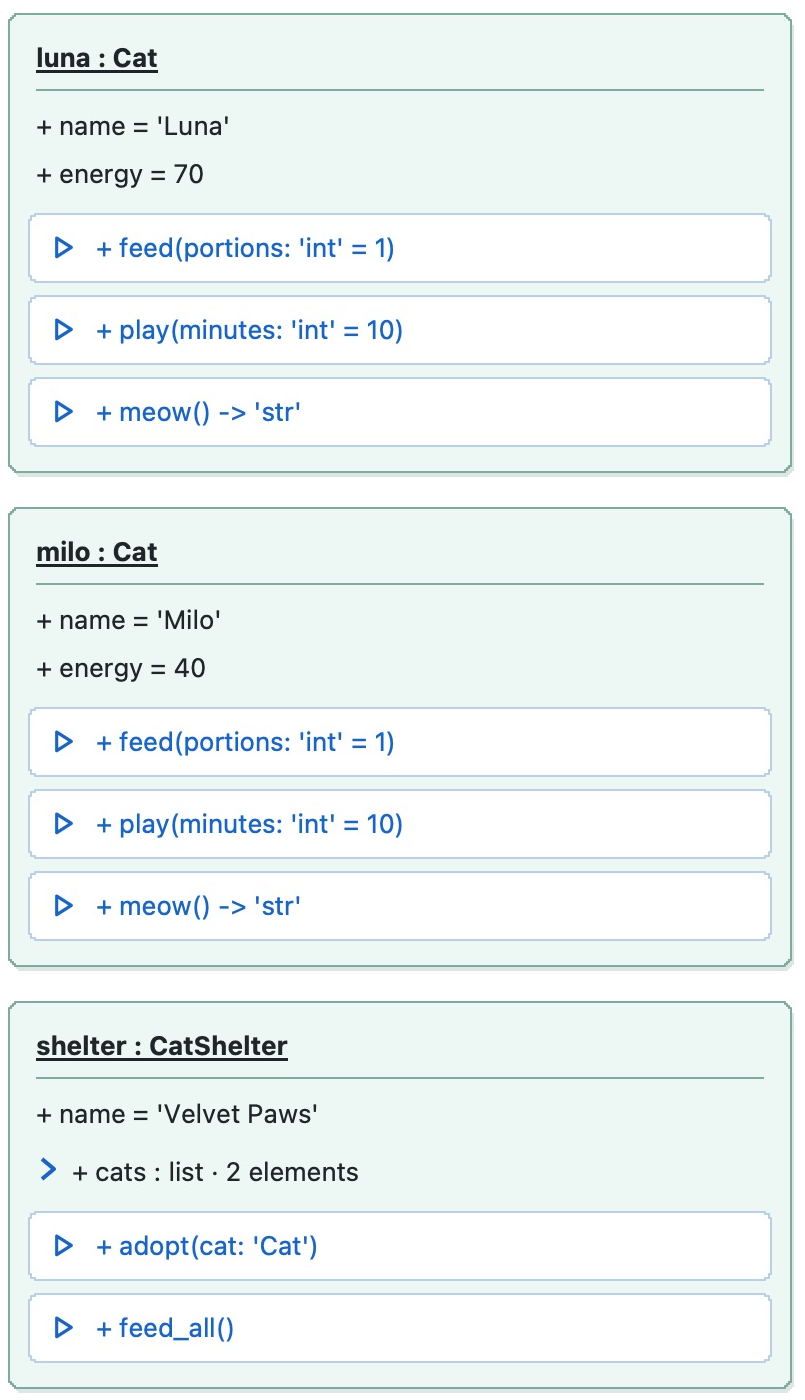 luna : Cat
+ name = 'Luna'
+ energy = 70
+ feed(portions: 'int' = 1)
+ play(minutes: 'int' = 10)
+ meow() -> 'str'
milo : Cat
+ name = 'Milo'
+ energy = 40
+ feed(portions: 'int' = 1)
+ play(minutes: 'int' = 10)
+ meow() -> 'str'
shelter : CatShelter
+ name = 'Velvet Paws'
+ cats : list · 2 elements
+ adopt(cat: 'Cat')
+ feed_all()